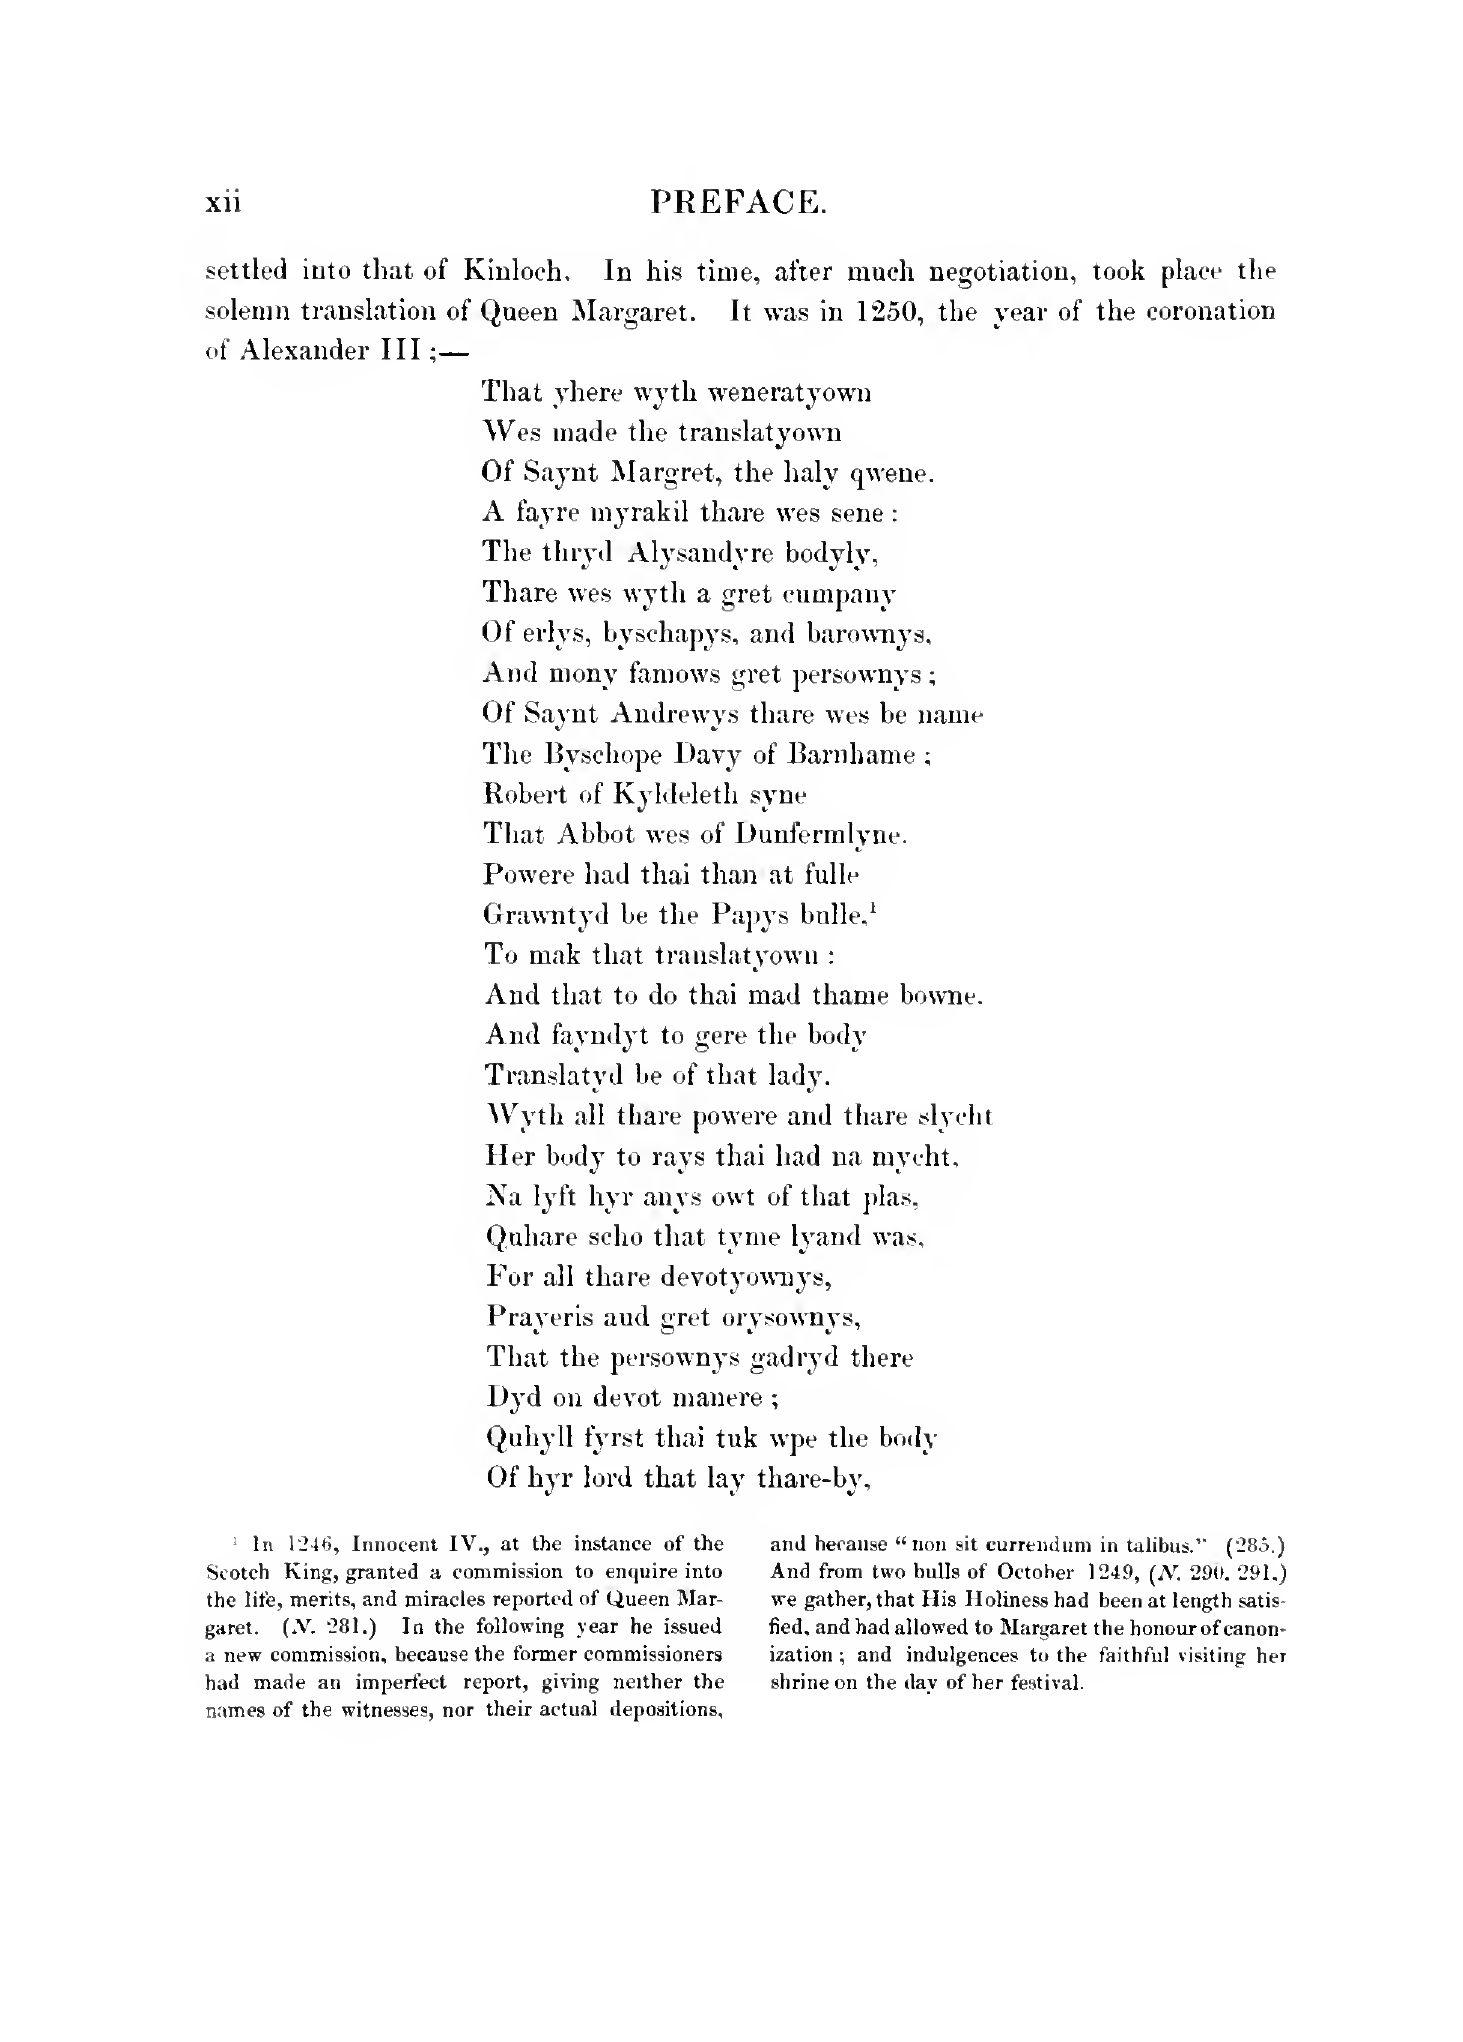 xii PREFACE.
settled into that of Kinloch. In his time, after much negotiation, took place the
solemn translation of Queen Margaret. It was in 1250, the year of the coronation
of Alexander III ;—
That yhere wyth weneratyown
Wes made the translatyown
Of Saynt Margret, the haly qwene.
A fayre myrakil thare wes sene :
The thryd Alysandyre bodyly,
Thare wes wyth a gret cumpany
Of erlys, byschapys, and barownys,
And mony famows gret persownys ;
Of Saynt Andrewys thare wes be name
The Byschope Davy of Barnhame ;
Robert of Kyldeleth syne
That Abbot wes of Dunfermlyne.
Powere had thai than at fulle
Grawntyd be the Papys bulle,¹
To mak that translatyown :
And that to do thai mad thame bowne.
And fayndyt to gere the body
Translatyd be of that lady.
Wyth all thare powere and thare slycht
Her body to rays thai had na mycht,
Na lyft hyr anys owt of that plas,
Quhare scho that tyme lyand was,
For all thare devotyownys,
Prayeris and gret orysownys,
That the persownys gadryd there
Dyd on devot manere ;
Quhyll fyrst thai tuk wpe the body
Of hyr lord that lay thare-by,
¹ In 1246, Innocent IV., at the instance of the
Scotch King, granted a commission to enquire into
the life, merits, and miracles reported of Queen Mar-
garet. (N. 281.) In the following year he issued
a new commission, because the former commissioners
had made an imperfect report, giving neither the
names of the witnesses, nor their actual depositions,
and because “ non sit currendum in talibus.” (285.)
And from two bulls of October 1249, (N. 290. 291.)
we gather, that His Holiness had been at length satis-
fied, and had allowed to Margaret the honour of canon-
ization ; and indulgences to the faithful visiting her
shrine on the day of her festival.